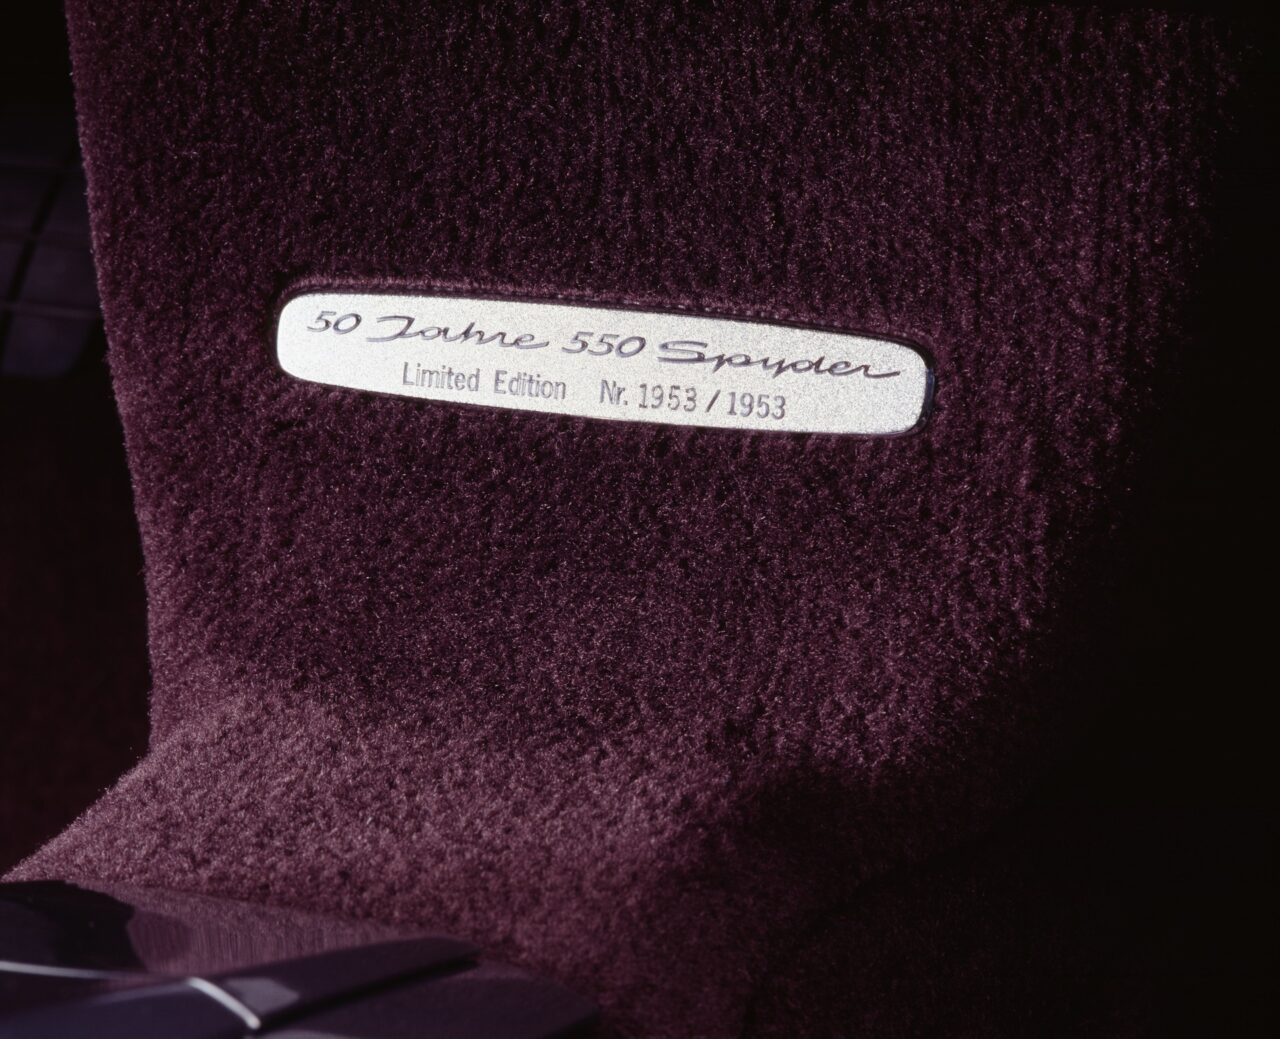 50 Jahre 550 Spyder
Limited Edition Nr. 1953 / 1953